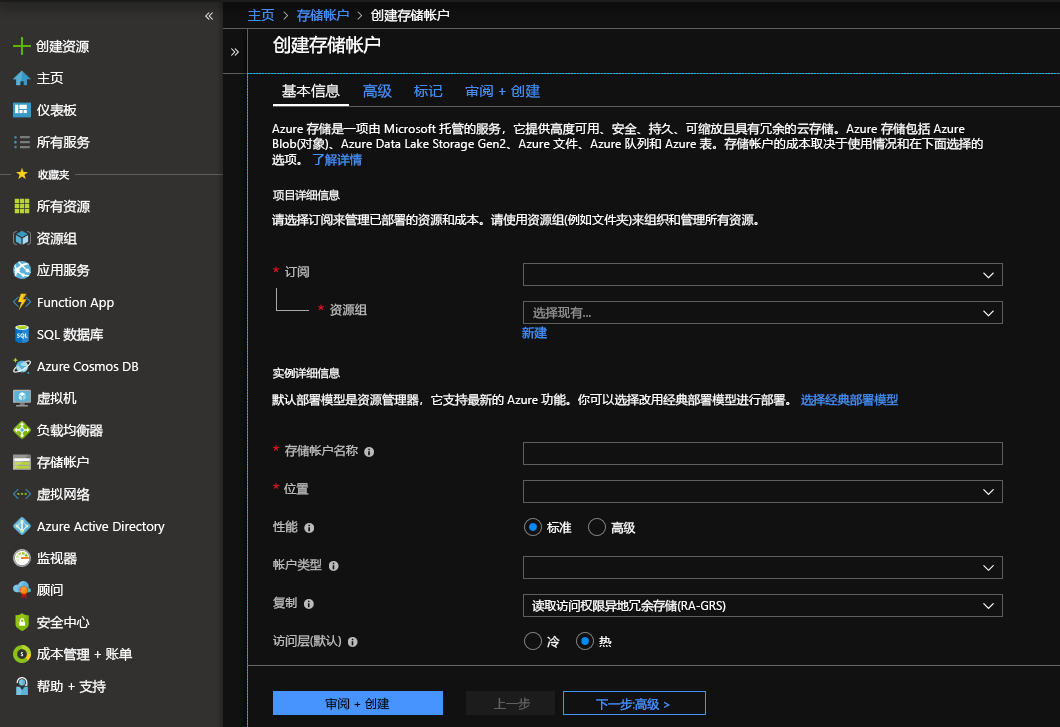 «
创建资源
主页
仪表板
所有服务
收藏夹
所有资源
资源组
应用服务
Function App
SQL 数据库
Azure Cosmos DB
虚拟机
负载均衡器
存储帐户
虚拟网络
Azure Active Directory
监视器
顾问
安全中心
成本管理 + 账单
帮助 + 支持
主页 > 存储帐户 > 创建存储帐户
»
创建存储帐户
基本信息 高级 标记 审阅 + 创建
Azure 存储是一项由 Microsoft 托管的服务，它提供高度可用、安全、持久、可缩放且具有冗余的云存储。Azure 存储包括 Azure
Blob(对象)、Azure Data Lake Storage Gen2、Azure 文件、Azure 队列和 Azure 表。存储帐户的成本取决于使用情况和在下面选择的
选项。 了解详情
项目详细信息
请选择订阅来管理已部署的资源和成本。请使用资源组(例如文件夹)来组织和管理所有资源。
* 订阅
* 资源组 选择现有...
新建
实例详细信息
默认部署模型是资源管理器，它支持最新的 Azure 功能。你可以选择改用经典部署模型进行部署。 选择经典部署模型
* 存储帐户名称
* 位置
性能 标准 高级
帐户类型
复制 读取访问权限异地冗余存储(RA-GRS)
访问层(默认) 冷 热
审阅 + 创建 上一步 下一步:高级 >